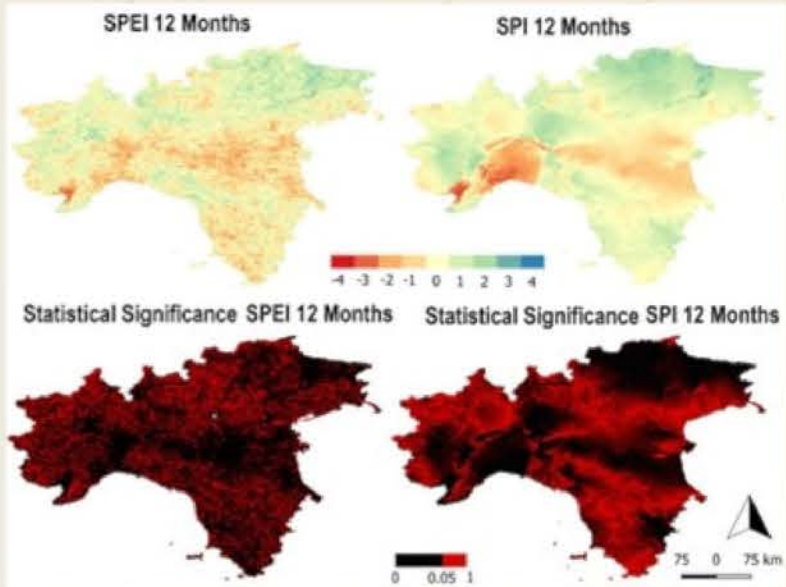 SPEI 12 Months
SPI 12 Months
-4 -3 -2 -1 0 1 2 3 4
Statistical Significance SPEI 12 Months
Statistical Significance SPI 12 Months
0 0.05 1
75 0 75 km